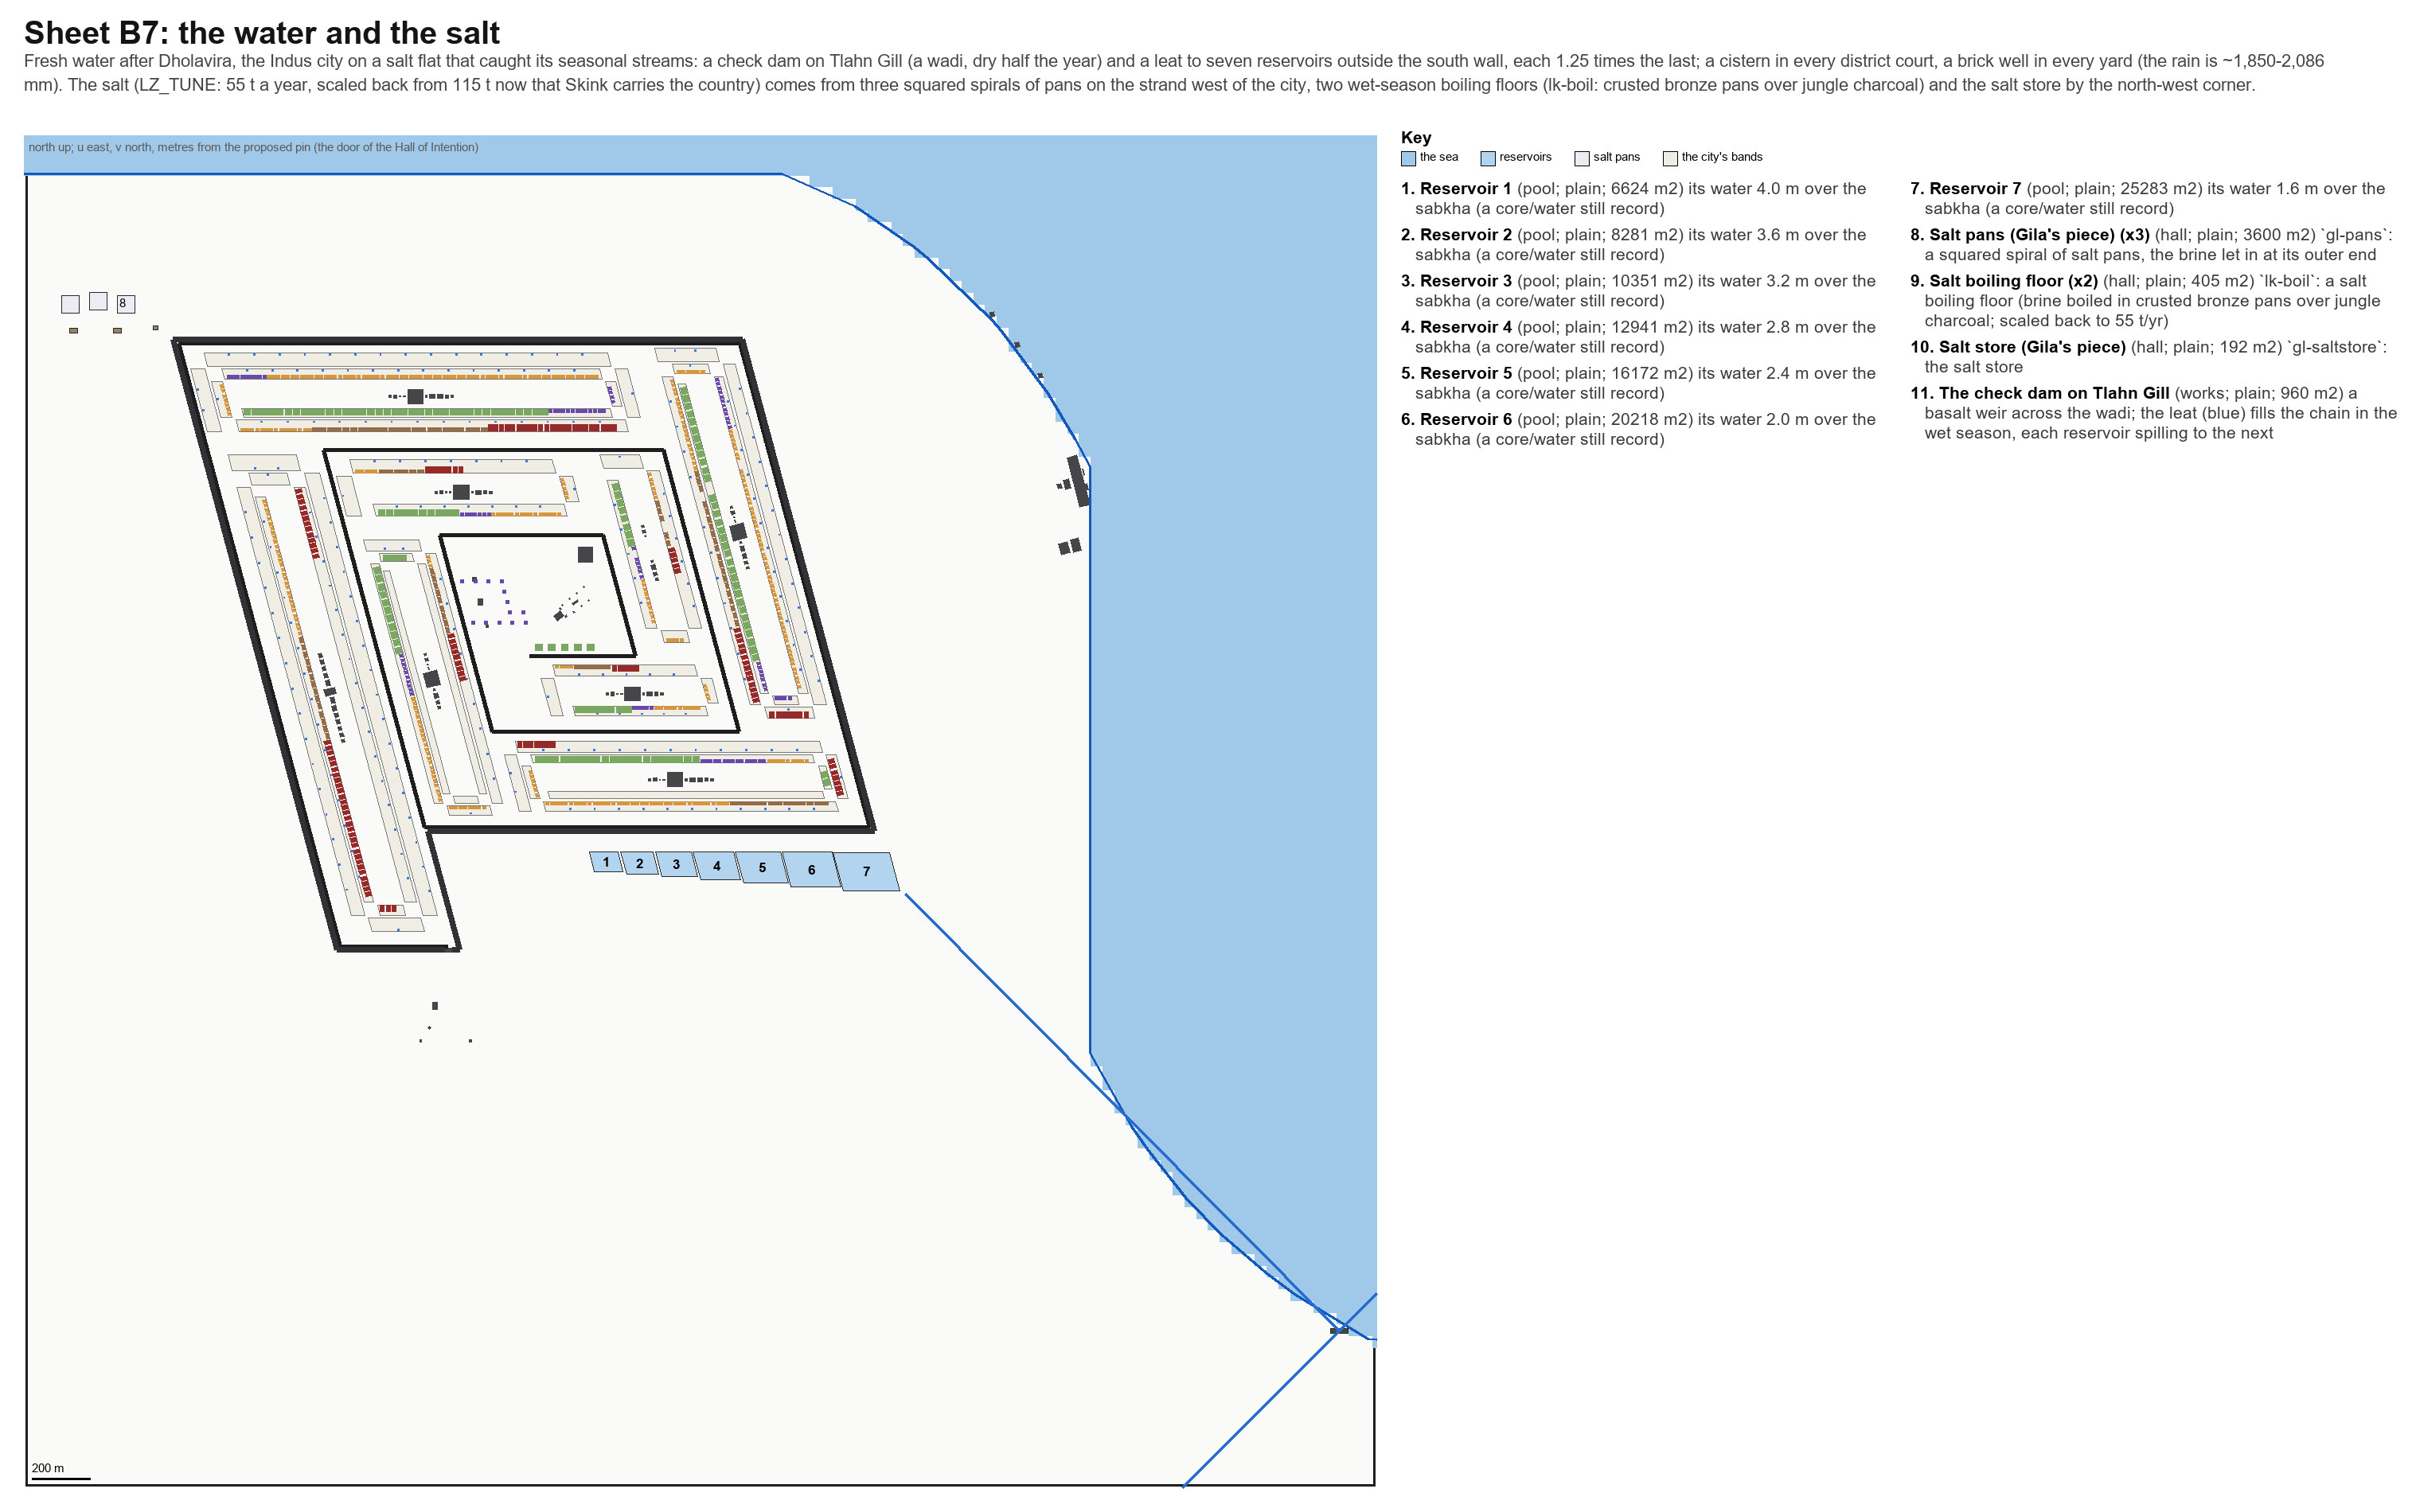 Sheet B7: the water and the salt
Fresh water after Dholavira, the Indus city on a salt flat that caught its seasonal streams: a check dam on Tlahn Gill (a wadi, dry half the year) and a leat to seven reservoirs outside the south wall, each 1.25 times the last; a cistern in every district court, a brick well in every yard (the rain is ~1,850-2,086
mm). The salt (LZ_TUNE: 55 t a year, scaled back from 115 t now that Skink carries the country) comes from three squared spirals of pans on the strand west of the city, two wet-season boiling floors (lk-boil: crusted bronze pans over jungle charcoal) and the salt store by the north-west corner.
north up; u east, v north, metres from the proposed pin (the door of the Hall of Intention)
8
1
2
3
4
5
6
7
200 m
Key
the sea
reservoirs
salt pans
the city's bands
1. Reservoir 1 (pool; plain; 6624 m2) its water 4.0 m over the
sabkha (a core/water still record)
2. Reservoir 2 (pool; plain; 8281 m2) its water 3.6 m over the
sabkha (a core/water still record)
3. Reservoir 3 (pool; plain; 10351 m2) its water 3.2 m over the
sabkha (a core/water still record)
4. Reservoir 4 (pool; plain; 12941 m2) its water 2.8 m over the
sabkha (a core/water still record)
5. Reservoir 5 (pool; plain; 16172 m2) its water 2.4 m over the
sabkha (a core/water still record)
6. Reservoir 6 (pool; plain; 20218 m2) its water 2.0 m over the
sabkha (a core/water still record)
7. Reservoir 7 (pool; plain; 25283 m2) its water 1.6 m over the
sabkha (a core/water still record)
8. Salt pans (Gila's piece) (x3) (hall; plain; 3600 m2) `gl-pans`:
a squared spiral of salt pans, the brine let in at its outer end
9. Salt boiling floor (x2) (hall; plain; 405 m2) `lk-boil`: a salt
boiling floor (brine boiled in crusted bronze pans over jungle
charcoal; scaled back to 55 t/yr)
10. Salt store (Gila's piece) (hall; plain; 192 m2) `gl-saltstore`:
the salt store
11. The check dam on Tlahn Gill (works; plain; 960 m2) a
basalt weir across the wadi; the leat (blue) fills the chain in the
wet season, each reservoir spilling to the next